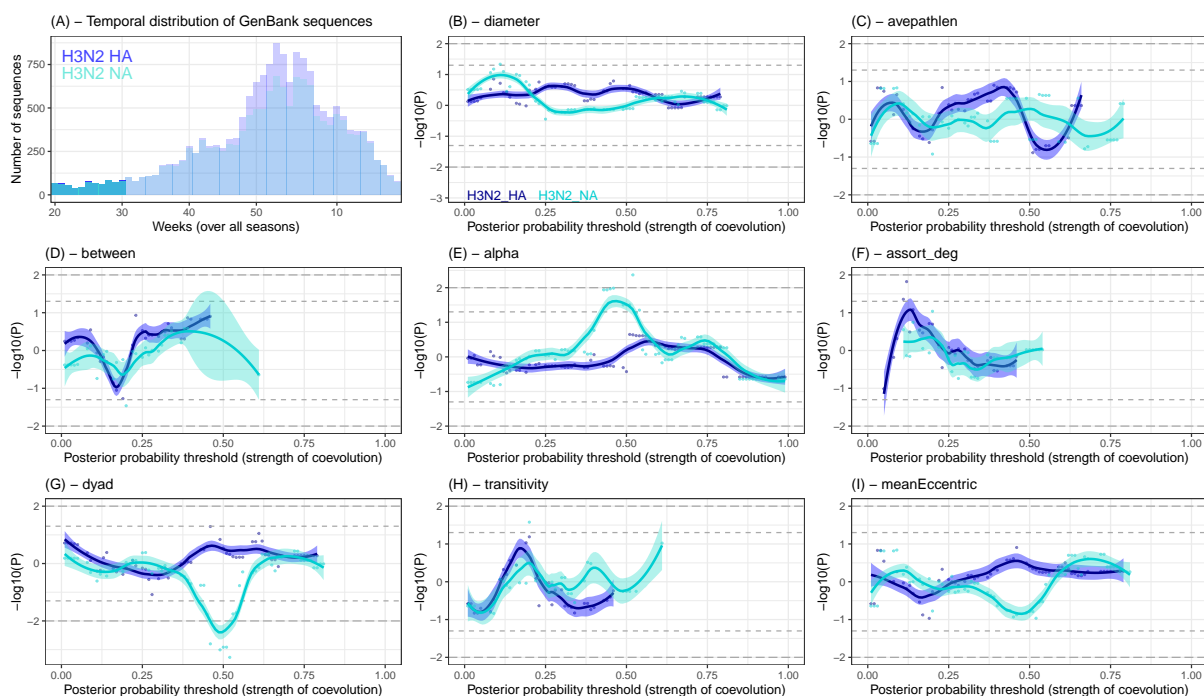 (A) − Temporal distribution of GenBank sequences
H3N2 HA
H3N2 NA
Number of sequences
750
500
250
0
20 30 40 50 10
Weeks (over all seasons)
(B) − diameter
−log10(P)
2
1
0
−1
−2
−3
H3N2_HA H3N2_NA
0.00 0.25 0.50 0.75 1.00
Posterior probability threshold (strength of coevolution)
(C) − avepathlen
−log10(P)
2
1
0
−1
−2
0.00 0.25 0.50 0.75 1.00
Posterior probability threshold (strength of coevolution)
(D) − between
−log10(P)
2
1
0
−1
−2
0.00 0.25 0.50 0.75 1.00
Posterior probability threshold (strength of coevolution)
(E) − alpha
−log10(P)
2
1
0
−1
−2
0.00 0.25 0.50 0.75 1.00
Posterior probability threshold (strength of coevolution)
(F) − assort_deg
−log10(P)
2
1
0
−1
−2
0.00 0.25 0.50 0.75 1.00
Posterior probability threshold (strength of coevolution)
(G) − dyad
−log10(P)
2
0
−2
0.00 0.25 0.50 0.75 1.00
Posterior probability threshold (strength of coevolution)
(H) − transitivity
−log10(P)
2
1
0
−1
−2
0.00 0.25 0.50 0.75 1.00
Posterior probability threshold (strength of coevolution)
(I) − meanEccentric
−log10(P)
2
1
0
−1
−2
0.00 0.25 0.50 0.75 1.00
Posterior probability threshold (strength of coevolution)